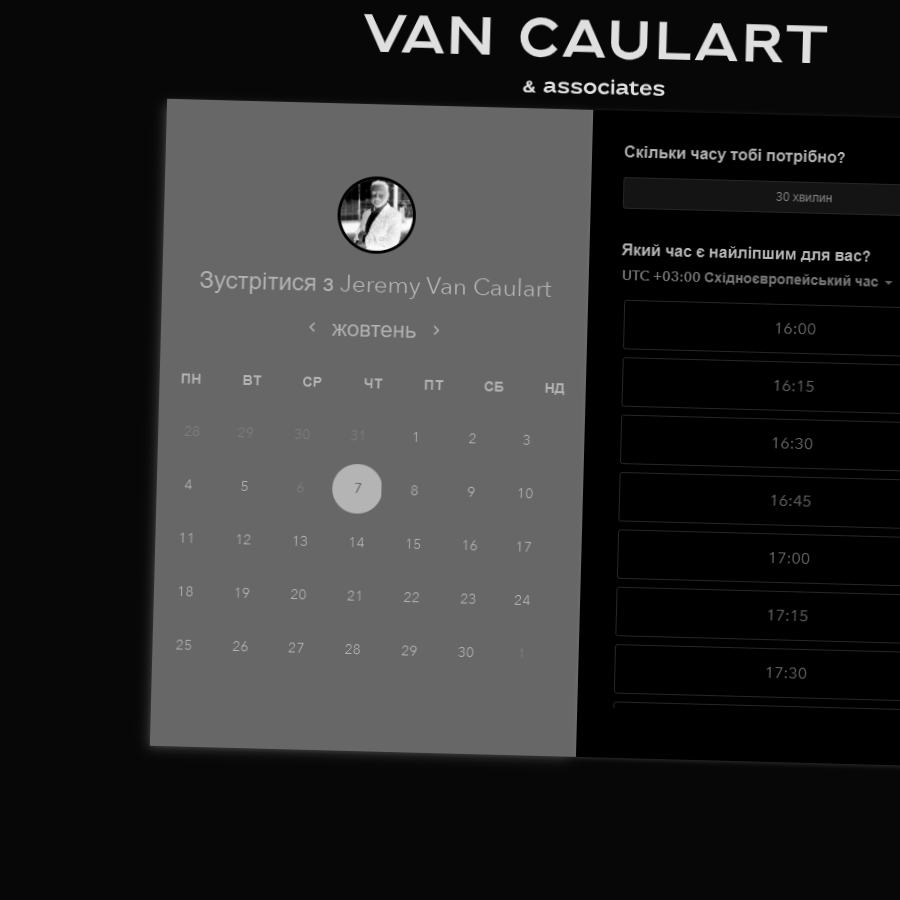 VAN CAULART
& associates
Зустрітися з Jeremy Van Caulart
жовтень
ПН ВТ СР ЧТ ПТ СБ НД
28 29 30 31 1 2 3
4 5 6 7 8 9 10
11 12 13 14 15 16 17
18 19 20 21 22 23 24
25 26 27 28 29 30 1
Скільки часу тобі потрібно?
30 хвилин
Який час є найліпшим для вас?
UTC +03:00 Східноєвропейський час
16:00
16:15
16:30
16:45
17:00
17:15
17:30